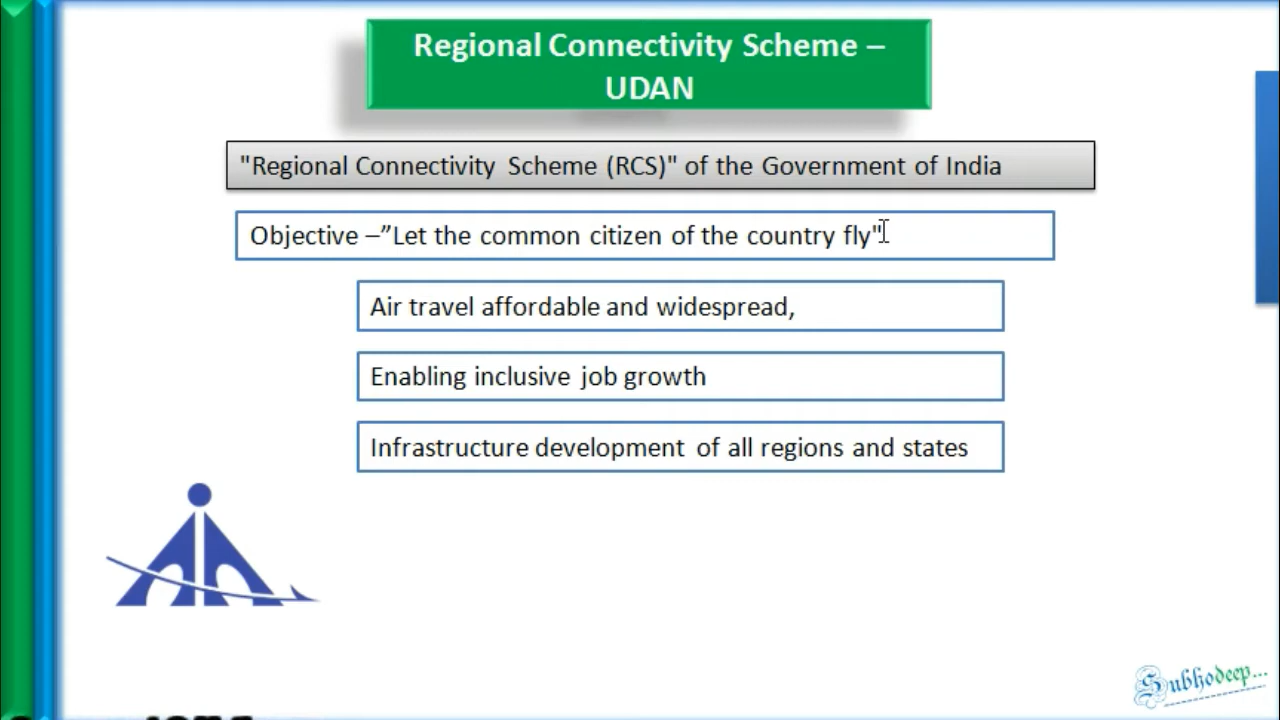 Regional Connectivity Scheme –
UDAN
"Regional Connectivity Scheme (RCS)" of the Government of India
Objective –”Let the common citizen of the country fly"
Air travel affordable and widespread,
Enabling inclusive job growth
Infrastructure development of all regions and states
Subhodeep...